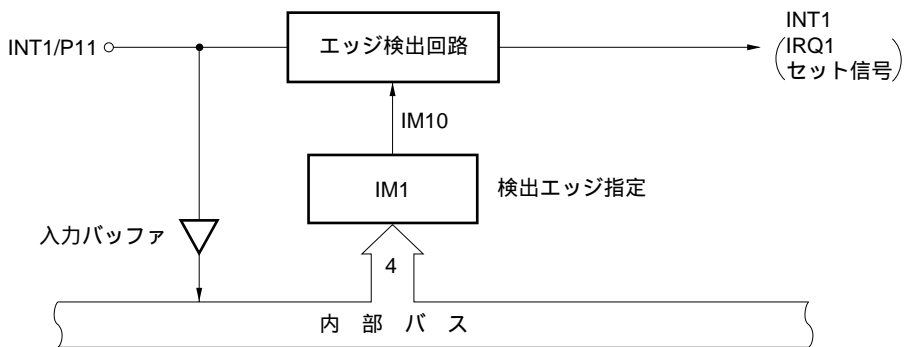 INT1/P11
エッジ検出回路
INT1
(IRQ1
セット信号)
IM10
IM1
検出エッジ指定
入力バッファ
4
内部バス